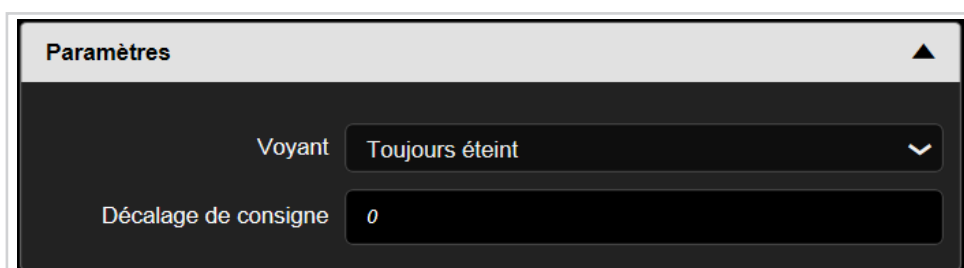 Paramètres
Voyant Toujours éteint
Décalage de consigne 0